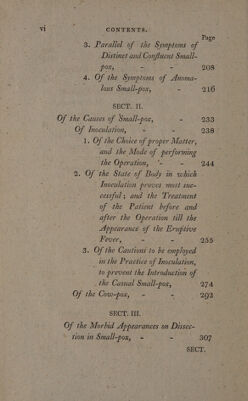 vi CONTENTS.
Page
3. Parallel of the Symptoms of
Distinct and Confluent Small-
pox, - - 208
4. Of the Symptoms of Anoma-
lous Small-pox, - 216
SECT. II.
Of the Causes of Small-pox, - 233
Of Inoculation, - - 238
1. Of the Choice of proper Matter,
and the Mode of performing
the Operation, - - 244
2. Of the State of Body in which
Inoculation proves most suc-
cessful; and the Treatment
of the Patient before and
after the Operation till the
Appearance of the Eruptive
Fever, - - 255
3. Of the Cautions to be employed
in the Practice of Inoculation,
to prevent the Introduction of
the Casual Small-pox, 274
Of the Cow-pox, - - 292
SECT. III.
Of the Morbid Appearances on Dissec-
tion in Small-pox, - - 307
SECT.